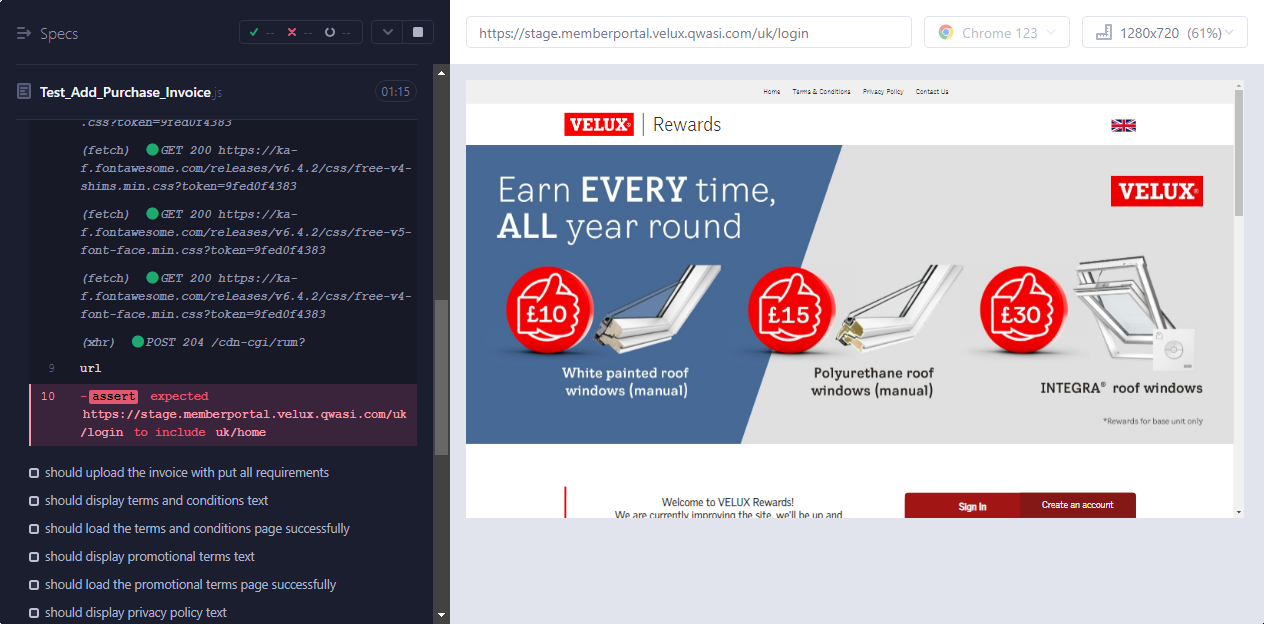 Specs
-- -- --
Test_Add_Purchase_Invoice.js
01:15
.css?token=9fed0f4383
(fetch) GET 200 https://ka-
f.fontawesome.com/releases/v6.4.2/css/free-v4-
shims.min.css?token=9fed0f4383
(fetch) GET 200 https://ka-
f.fontawesome.com/releases/v6.4.2/css/free-v5-
font-face.min.css?token=9fed0f4383
(fetch) GET 200 https://ka-
f.fontawesome.com/releases/v6.4.2/css/free-v4-
font-face.min.css?token=9fed0f4383
(xhr) POST 204 /cdn-cgi/rum?
9 url
10 -assert expected
https://stage.memberportal.velux.qwasi.com/uk
/login to include uk/home
should upload the invoice with put all requirements
should display terms and conditions text
should load the terms and conditions page successfully
should display promotional terms text
should load the promotional terms page successfully
should display privacy policy text
https://stage.memberportal.velux.qwasi.com/uk/login
Chrome 123
1280x720 (61%)
Home Terms & Conditions Privacy Policy Contact Us
VELUX® Rewards
Earn EVERY time,
ALL year round
VELUX®
£10
£15
£30
White painted roof
windows (manual)
Polyurethane roof
windows (manual)
INTEGRA® roof windows
*Rewards for base unit only
Welcome to VELUX Rewards!
We are currently improving the site, we'll be up and
Sign In
Create an account